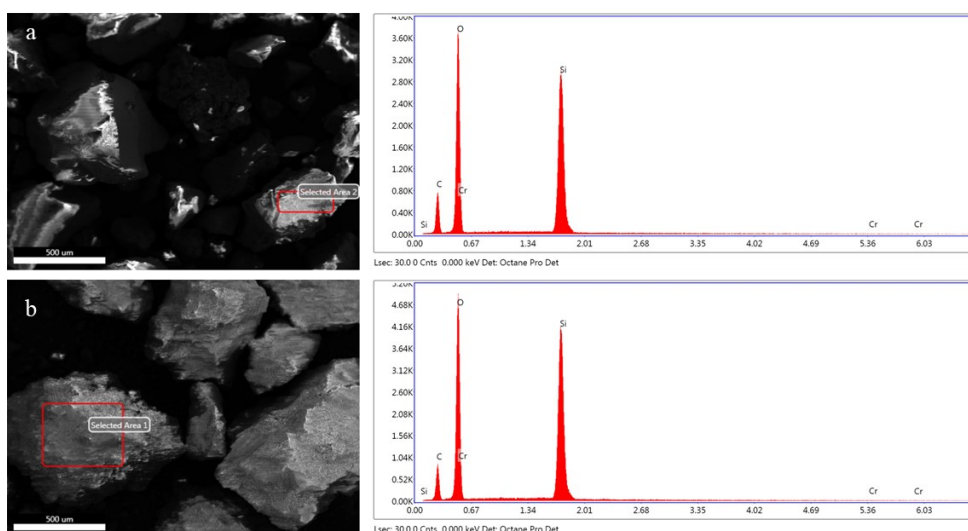 a
Selected Area 2
500 um
4.00K
3.60K
3.20K
2.80K
2.40K
2.00K
1.60K
1.20K
0.80K
0.40K
0.00K
O
Si
C
Cr
Si
Cr
Cr
0.00
0.67
1.34
2.01
2.68
3.35
4.02
4.69
5.36
6.03
Lsec: 30.0 0 Cnts 0.000 keV Det: Octane Pro Det
b
Selected Area 1
500 um
5.20K
4.68K
4.16K
3.64K
3.12K
2.60K
2.08K
1.56K
1.04K
0.52K
0.00K
O
Si
C
Cr
Si
Cr
Cr
0.00
0.67
1.34
2.01
2.68
3.35
4.02
4.69
5.36
6.03
Lsec: 30.0 0 Cnts 0.000 keV Det: Octane Pro Det